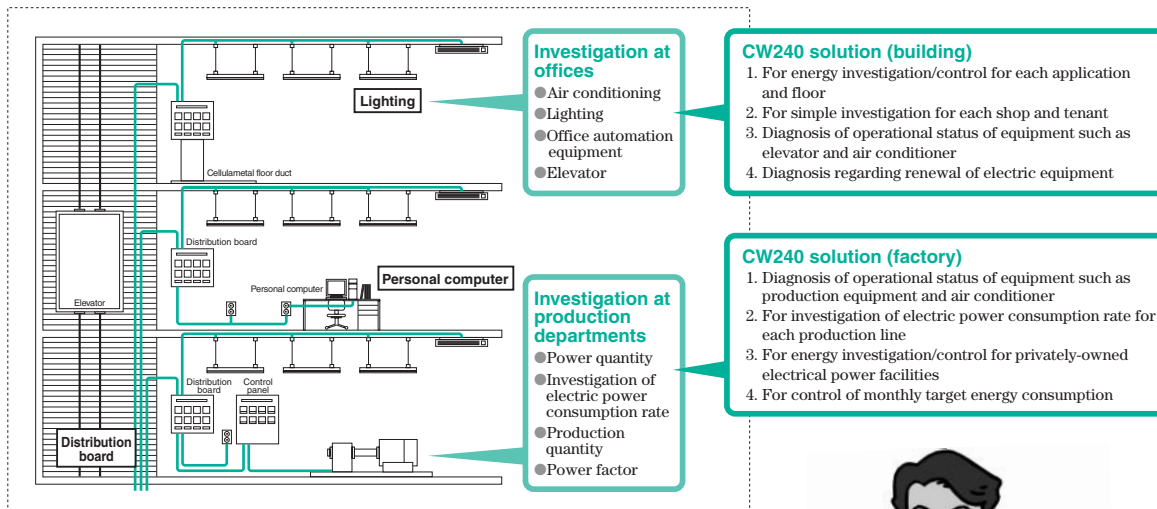 Lighting
Cellulametal floor duct
Distribution board
Personal computer
Personal computer
Elevator
Distribution
board
Control
panel
Distribution
board
Investigation at
offices
●Air conditioning
●Lighting
●Office automation
equipment
●Elevator
CW240 solution (building)
1. For energy investigation/control for each application
and floor
2. For simple investigation for each shop and tenant
3. Diagnosis of operational status of equipment such as
elevator and air conditioner
4. Diagnosis regarding renewal of electric equipment
Investigation at
production
departments
●Power quantity
●Investigation of
electric power
consumption rate
●Production
quantity
●Power factor
CW240 solution (factory)
1. Diagnosis of operational status of equipment such as
production equipment and air conditioner
2. For investigation of electric power consumption rate for
each production line
3. For energy investigation/control for privately-owned
electrical power facilities
4. For control of monthly target energy consumption